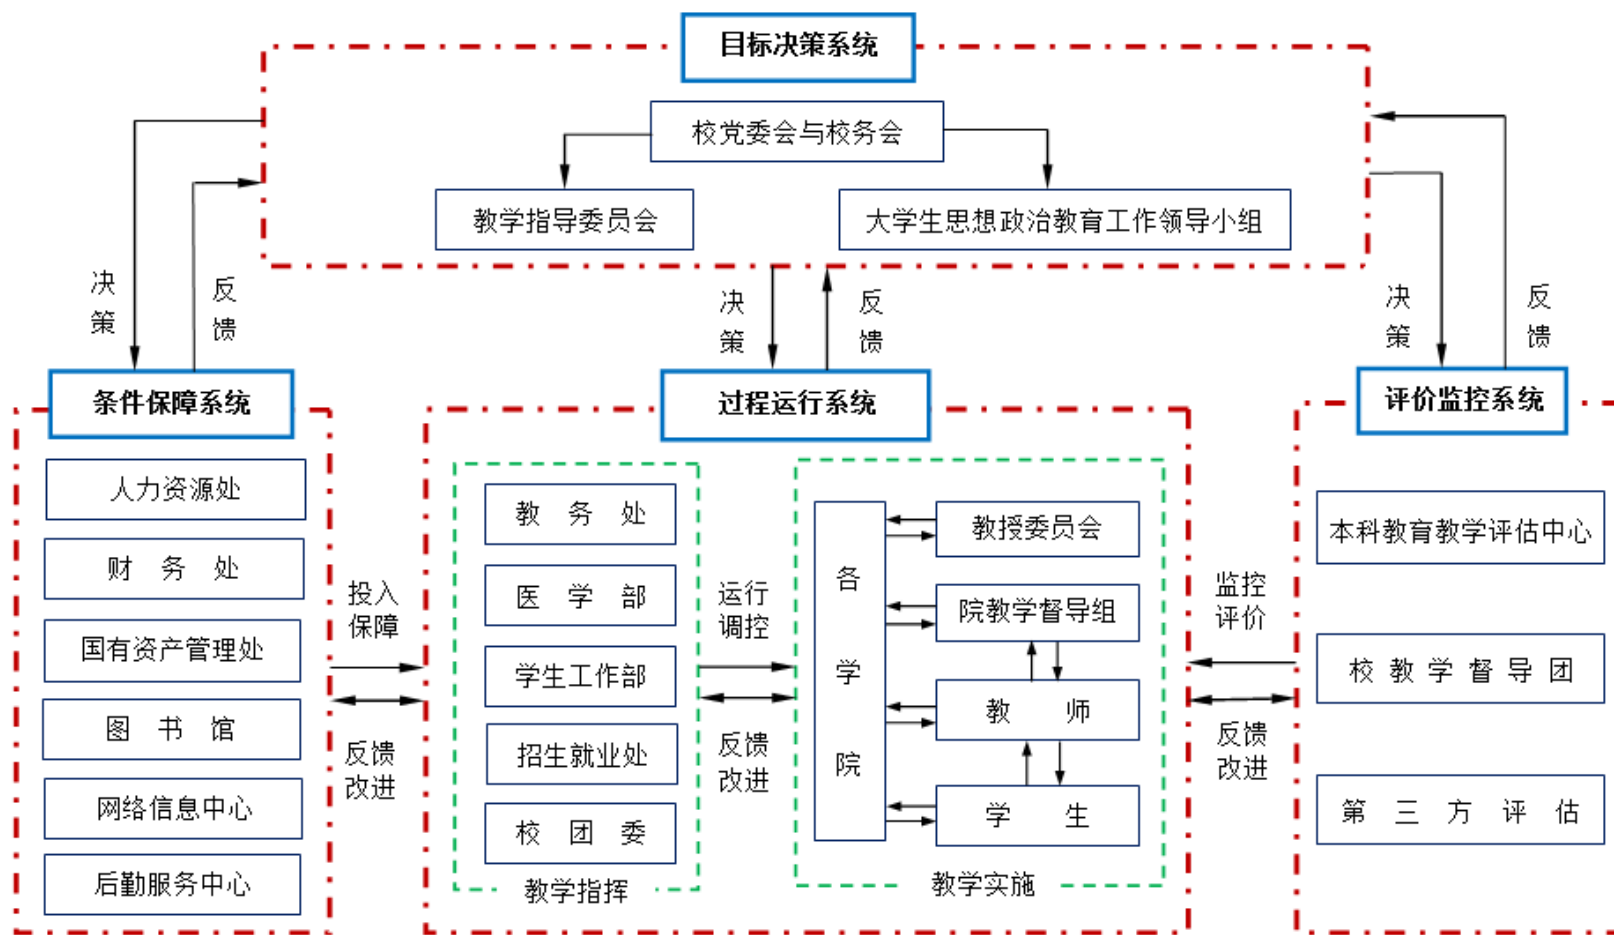 目标决策系统
校党委会与校务会
教学指导委员会
大学生思想政治教育工作领导小组
决策
反馈
决策
反馈
决策
反馈
条件保障系统
过程运行系统
评价监控系统
人力资源处
财务处
国有资产管理处
图书馆
网络信息中心
后勤服务中心
投入
保障
反馈
改进
教务处
医学部
学生工作部
招生就业处
校团委
教学指挥
运行
调控
反馈
改进
各学院
教授委员会
院教学督导组
教师
学生
教学实施
监控
评价
反馈
改进
本科教育教学评估中心
校教学督导团
第三方评估